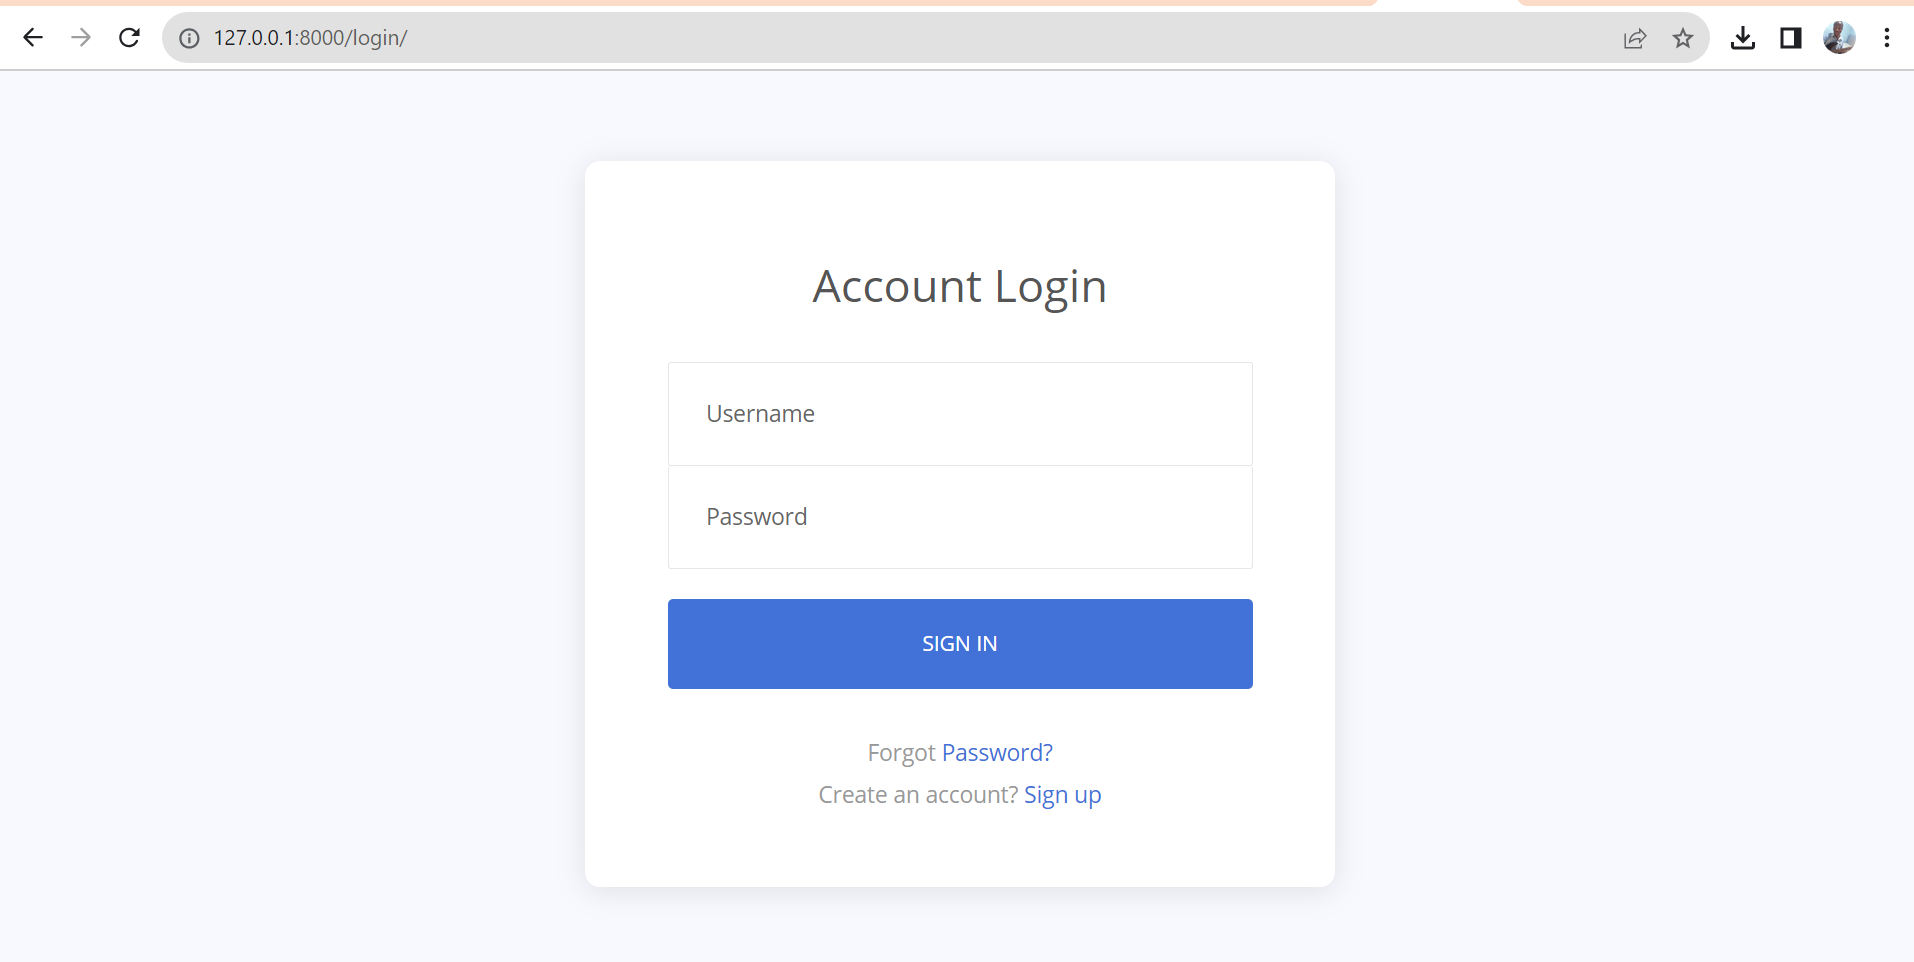 127.0.0.1:8000/login/
Account Login
Username
Password
SIGN IN
Forgot Password?
Create an account? Sign up